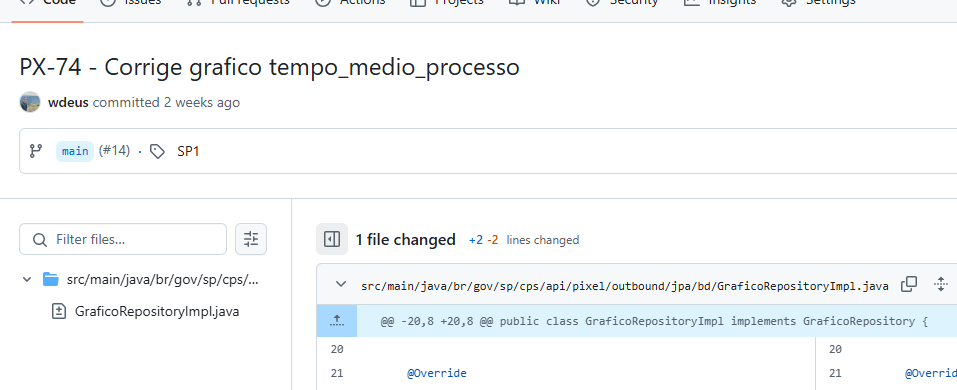 Code Issues Pull requests Actions Projects Wiki Security Insights Settings
PX-74 - Corrige grafico tempo_medio_processo
wdeus committed 2 weeks ago
main (#14) · SP1
Filter files...
1 file changed +2 -2 lines changed
src/main/java/br/gov/sp/cps/...
src/main/java/br/gov/sp/cps/api/pixel/outbound/jpa/bd/GraficoRepositoryImpl.java
GraficoRepositoryImpl.java
@@ -20,8 +20,8 @@ public class GraficoRepositoryImpl implements GraficoRepository {
20 20
21 @Override 21 @Overrid